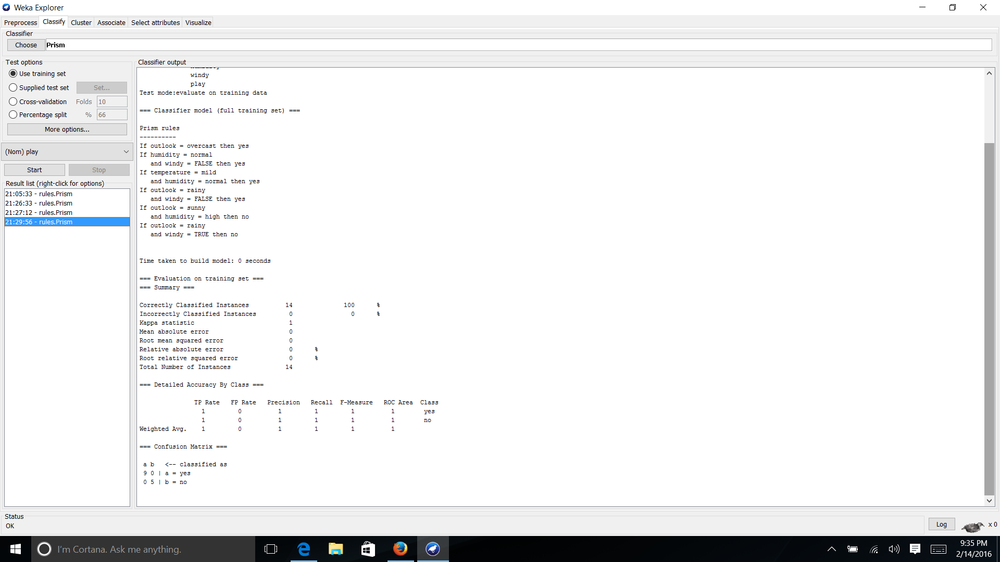 Weka Explorer
Preprocess Classify Cluster Associate Select attributes Visualize
Classifier
Choose Prism
Test options
Use training set
Supplied test set Set...
Cross-validation Folds 10
Percentage split % 66
More options...
(Nom) play
Start Stop
Result list (right-click for options)
21:05:33 - rules.Prism
21:26:33 - rules.Prism
21:27:12 - rules.Prism
21:29:56 - rules.Prism
Classifier output
windy
play
Test mode:evaluate on training data
=== Classifier model (full training set) ===
Prism rules
----------
If outlook = overcast then yes
If humidity = normal
and windy = FALSE then yes
If temperature = mild
and humidity = normal then yes
If outlook = rainy
and windy = FALSE then yes
If outlook = sunny
and humidity = high then no
If outlook = rainy
and windy = TRUE then no
Time taken to build model: 0 seconds
=== Evaluation on training set ===
=== Summary ===
Correctly Classified Instances 14 100 %
Incorrectly Classified Instances 0 0 %
Kappa statistic 1
Mean absolute error 0
Root mean squared error 0
Relative absolute error 0 %
Root relative squared error 0 %
Total Number of Instances 14
=== Detailed Accuracy By Class ===
TP Rate FP Rate Precision Recall F-Measure ROC Area Class
1 0 1 1 1 1 yes
1 0 1 1 1 1 no
Weighted Avg. 1 0 1 1 1 1
=== Confusion Matrix ===
a b <-- classified as
9 0 | a = yes
0 5 | b = no
Status
OK
Log x 0
I'm Cortana. Ask me anything.
9:35 PM
2/14/2016